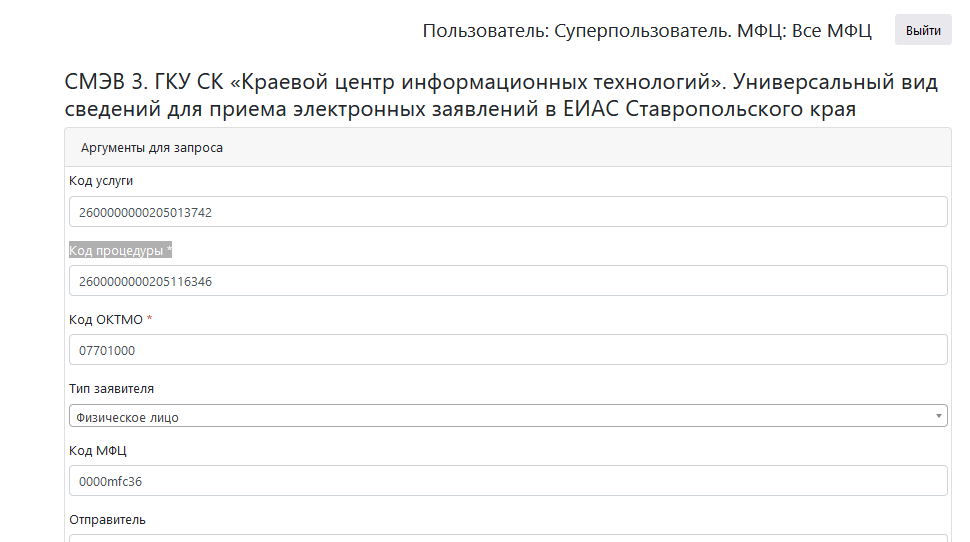 Пользователь: Суперпользователь. МФЦ: Все МФЦ
Выйти
СМЭВ 3. ГКУ СК «Краевой центр информационных технологий». Универсальный вид
сведений для приема электронных заявлений в ЕИАС Ставропольского края
Аргументы для запроса
Код услуги
2600000000205013742
Код процедуры *
2600000000205116346
Код ОКТМО *
07701000
Тип заявителя
Физическое лицо
Код МФЦ
0000mfc36
Отправитель